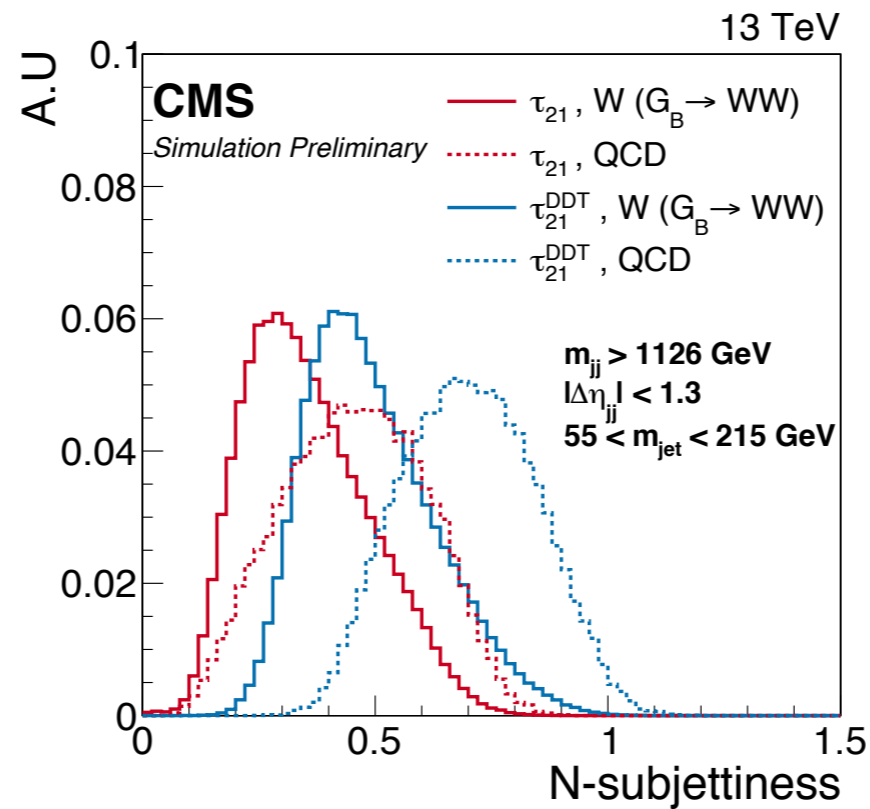 13 TeV
A.U
0.1
0.08
0.06
0.04
0.02
0
CMS
Simulation Preliminary
τ21 , W (GB→ WW)
τ21 , QCD
τ21DDT , W (GB→ WW)
τ21DDT , QCD
mjj > 1126 GeV
|Δηjj| < 1.3
55 < mjet < 215 GeV
0 0.5 1 1.5
N-subjettiness